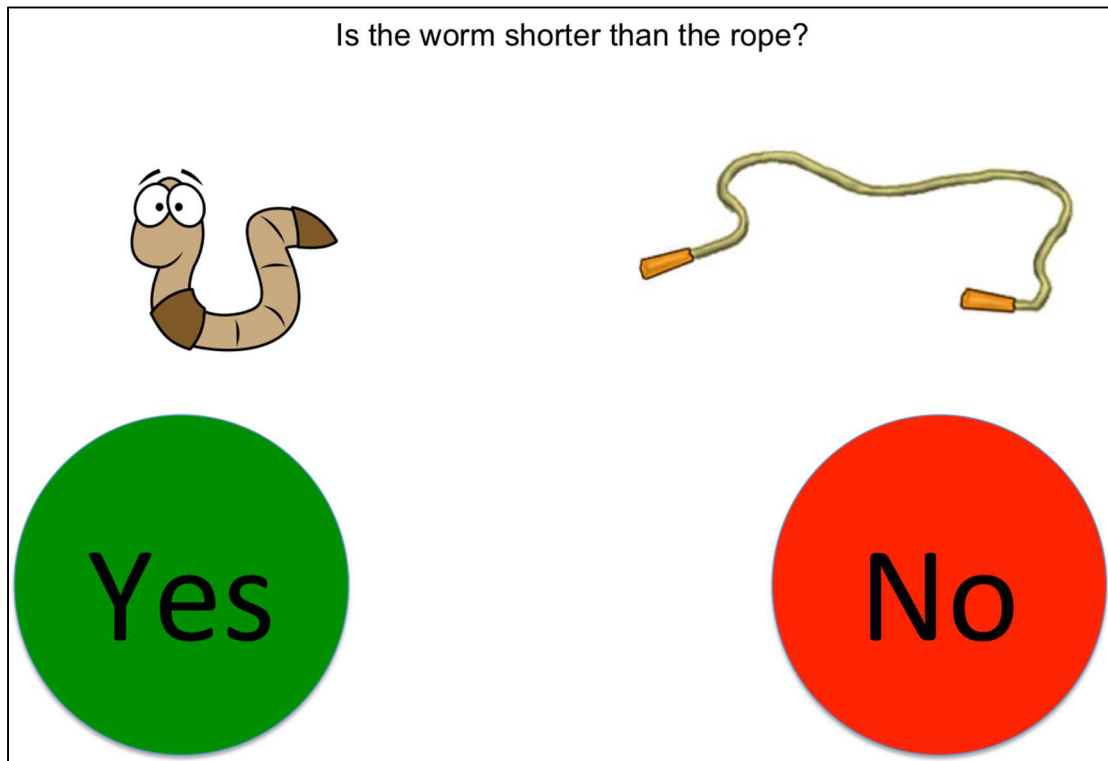 Is the worm shorter than the rope?
Yes
No